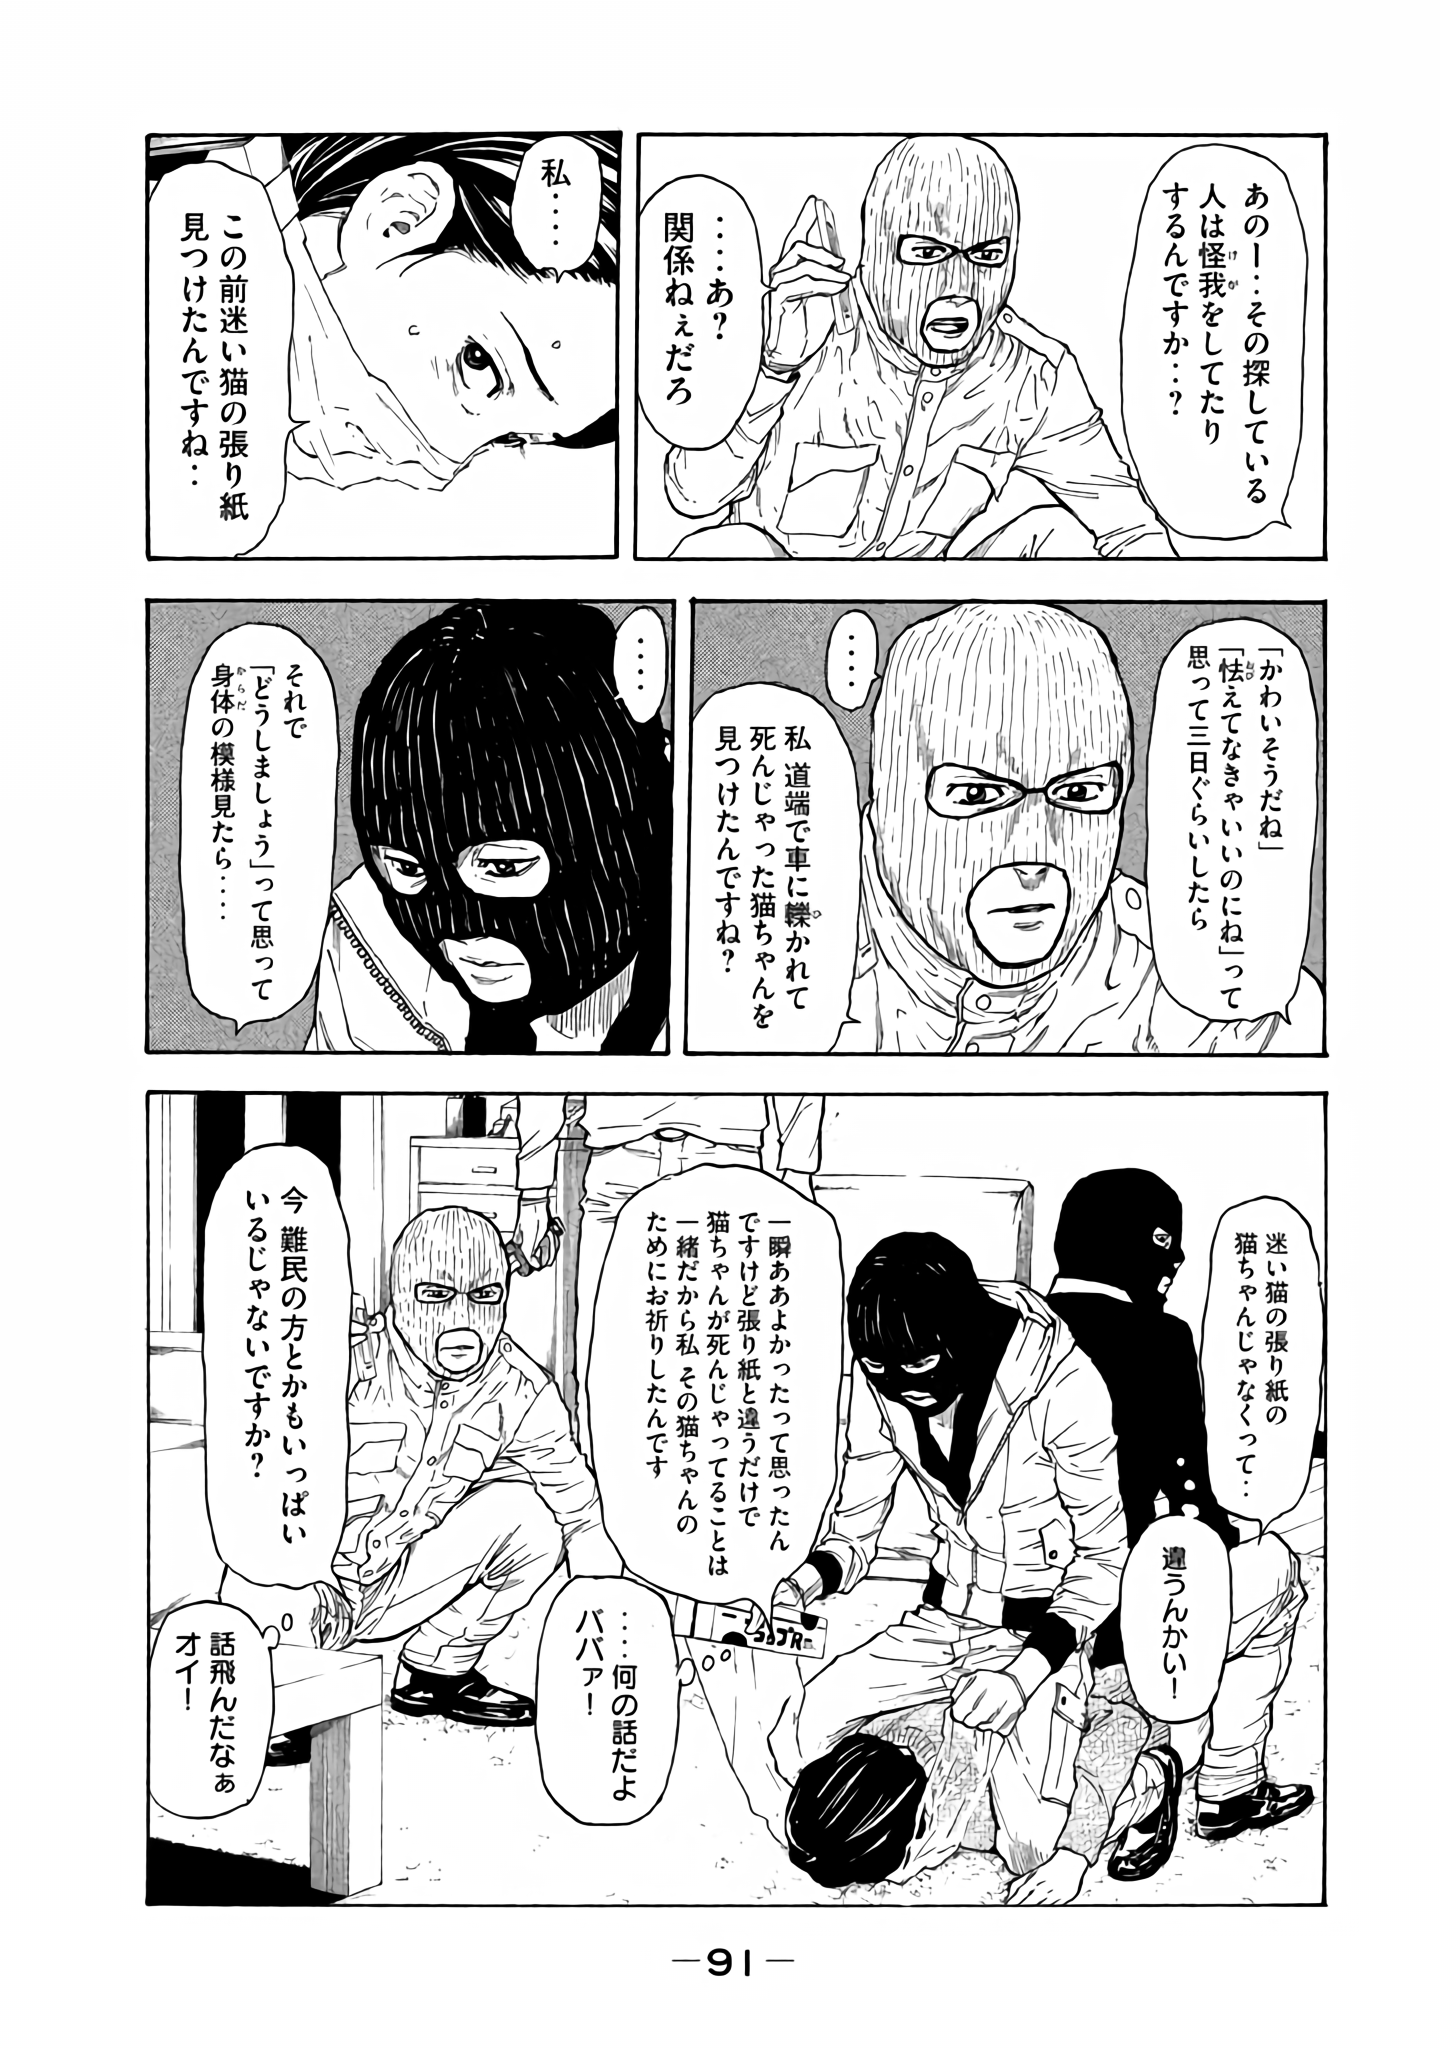 あのー‥その探している
人は怪我をしてたり
するんですか‥?
‥‥あ?
関係ねぇだろ
私‥‥
この前迷い猫の張り紙
見つけたんですね‥
「かわいそうだね」
「怯えてなきゃいいのにね」って
思って三日ぐらいしたら
‥‥
私 道端で車に轢かれて
死んじゃった猫ちゃんを
見つけたんですね?
‥‥
それで
「どうしましょう」って思って
身体の模様見たら‥‥
迷い猫の張り紙の
猫ちゃんじゃなくって‥
違うんかい!
一瞬ああよかったって思ったん
ですけど張り紙と違うだけで
猫ちゃんが死んじゃってることは
一緒だから私 その猫ちゃんの
ためにお祈りしたんです
‥‥何の話だよ
ババァ!
今 難民の方とかもいっぱい
いるじゃないですか?
話飛んだなぁ
オイ!
―91―